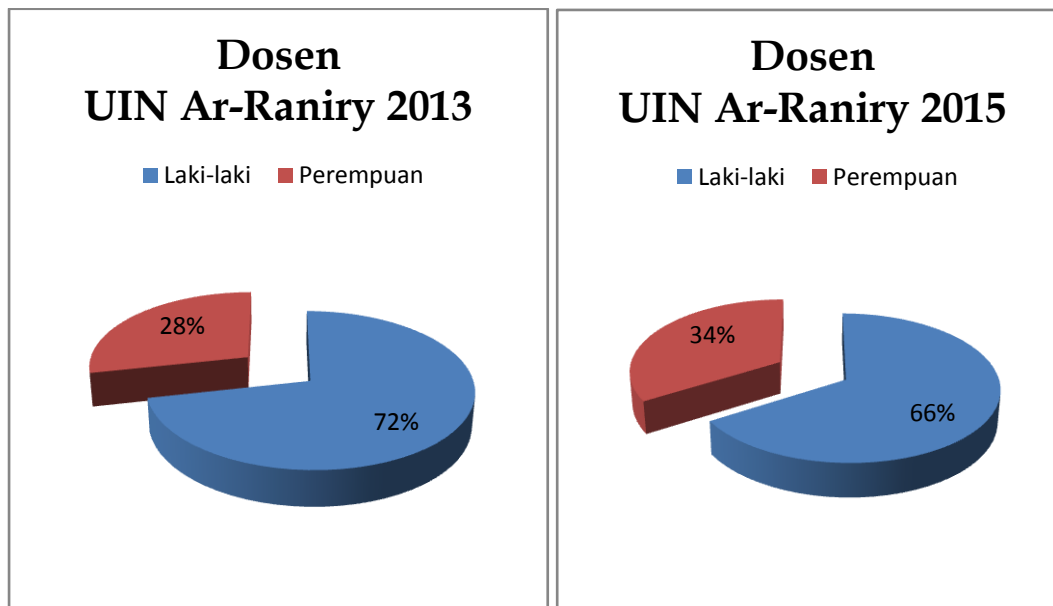 Dosen
UIN Ar-Raniry 2013
Laki-laki Perempuan
28%
72%
Dosen
UIN Ar-Raniry 2015
Laki-laki Perempuan
34%
66%